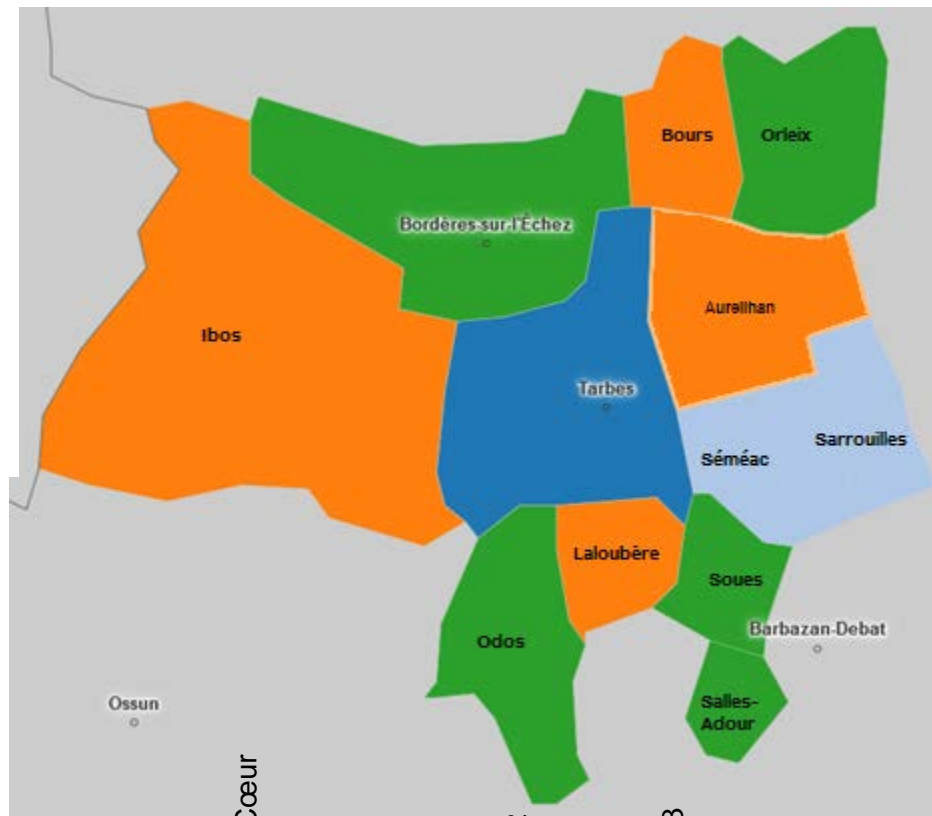 Bours
Orleix
Bordères-sur-l'Échez
Ibos
Aureilhan
Tarbes
Sarrouilles
Séméac
Laloubère
Soues
Barbazan-Debat
Odos
Ossun
Salles-
Adour
Cœur